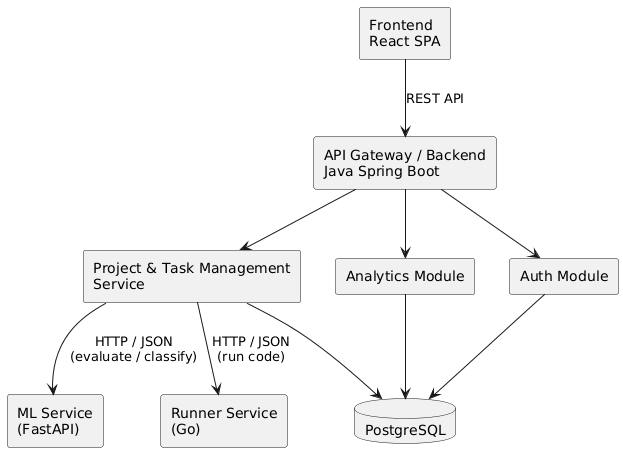 Frontend
React SPA
REST API
API Gateway / Backend
Java Spring Boot
Project & Task Management
Service
Analytics Module
Auth Module
HTTP / JSON
(evaluate / classify)
HTTP / JSON
(run code)
ML Service
(FastAPI)
Runner Service
(Go)
PostgreSQL